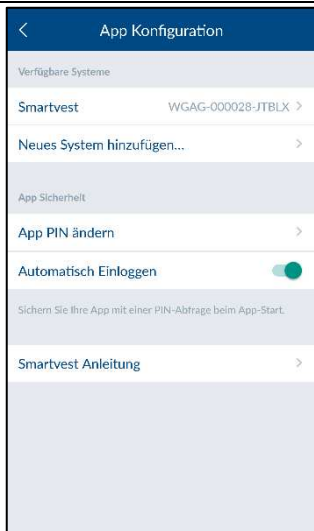 App Konfiguration
Verfügbare Systeme
Smartvest WGAG-000028-JTBLX
Neues System hinzufügen...
App Sicherheit
App PIN ändern
Automatisch Einloggen
Sichern Sie Ihre App mit einer PIN-Abfrage beim App-Start.
Smartvest Anleitung